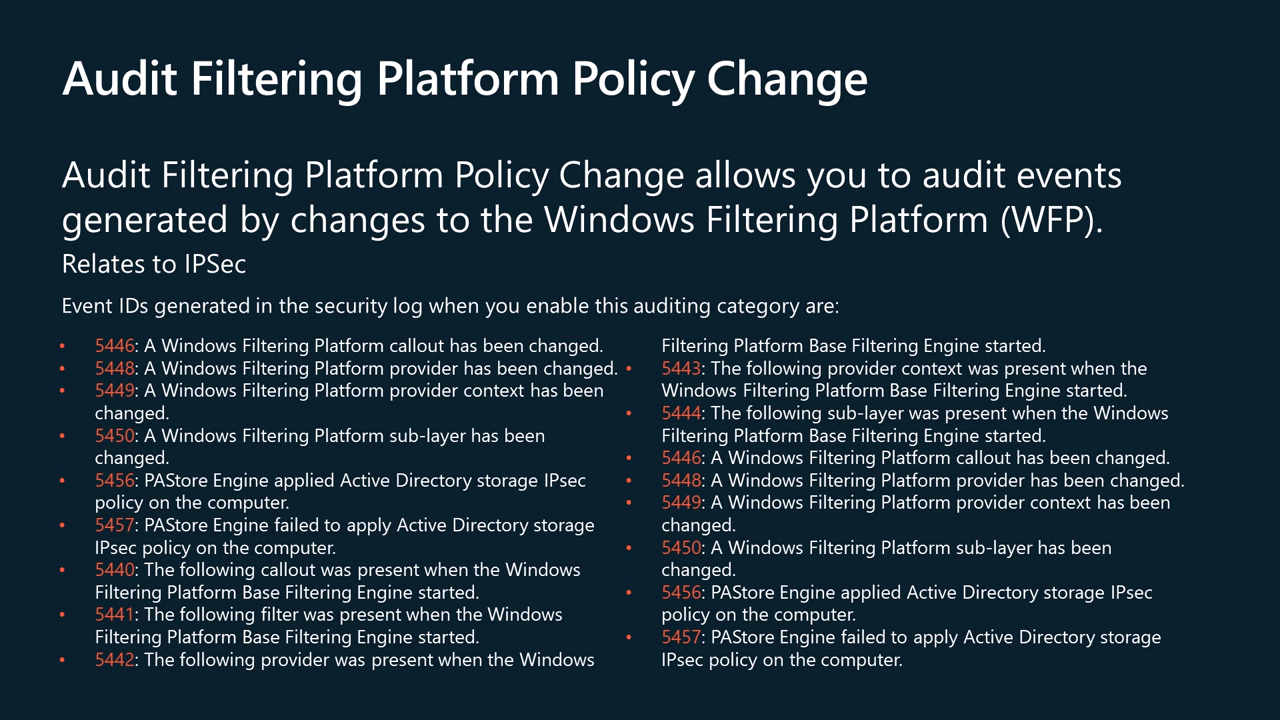 Audit Filtering Platform Policy Change
Audit Filtering Platform Policy Change allows you to audit events
generated by changes to the Windows Filtering Platform (WFP).
Relates to IPSec
Event IDs generated in the security log when you enable this auditing category are:
• 5446: A Windows Filtering Platform callout has been changed.
• 5448: A Windows Filtering Platform provider has been changed.
• 5449: A Windows Filtering Platform provider context has been
changed.
• 5450: A Windows Filtering Platform sub-layer has been
changed.
• 5456: PAStore Engine applied Active Directory storage IPsec
policy on the computer.
• 5457: PAStore Engine failed to apply Active Directory storage
IPsec policy on the computer.
• 5440: The following callout was present when the Windows
Filtering Platform Base Filtering Engine started.
• 5441: The following filter was present when the Windows
Filtering Platform Base Filtering Engine started.
• 5442: The following provider was present when the Windows
Filtering Platform Base Filtering Engine started.
• 5443: The following provider context was present when the
Windows Filtering Platform Base Filtering Engine started.
• 5444: The following sub-layer was present when the Windows
Filtering Platform Base Filtering Engine started.
• 5446: A Windows Filtering Platform callout has been changed.
• 5448: A Windows Filtering Platform provider has been changed.
• 5449: A Windows Filtering Platform provider context has been
changed.
• 5450: A Windows Filtering Platform sub-layer has been
changed.
• 5456: PAStore Engine applied Active Directory storage IPsec
policy on the computer.
• 5457: PAStore Engine failed to apply Active Directory storage
IPsec policy on the computer.